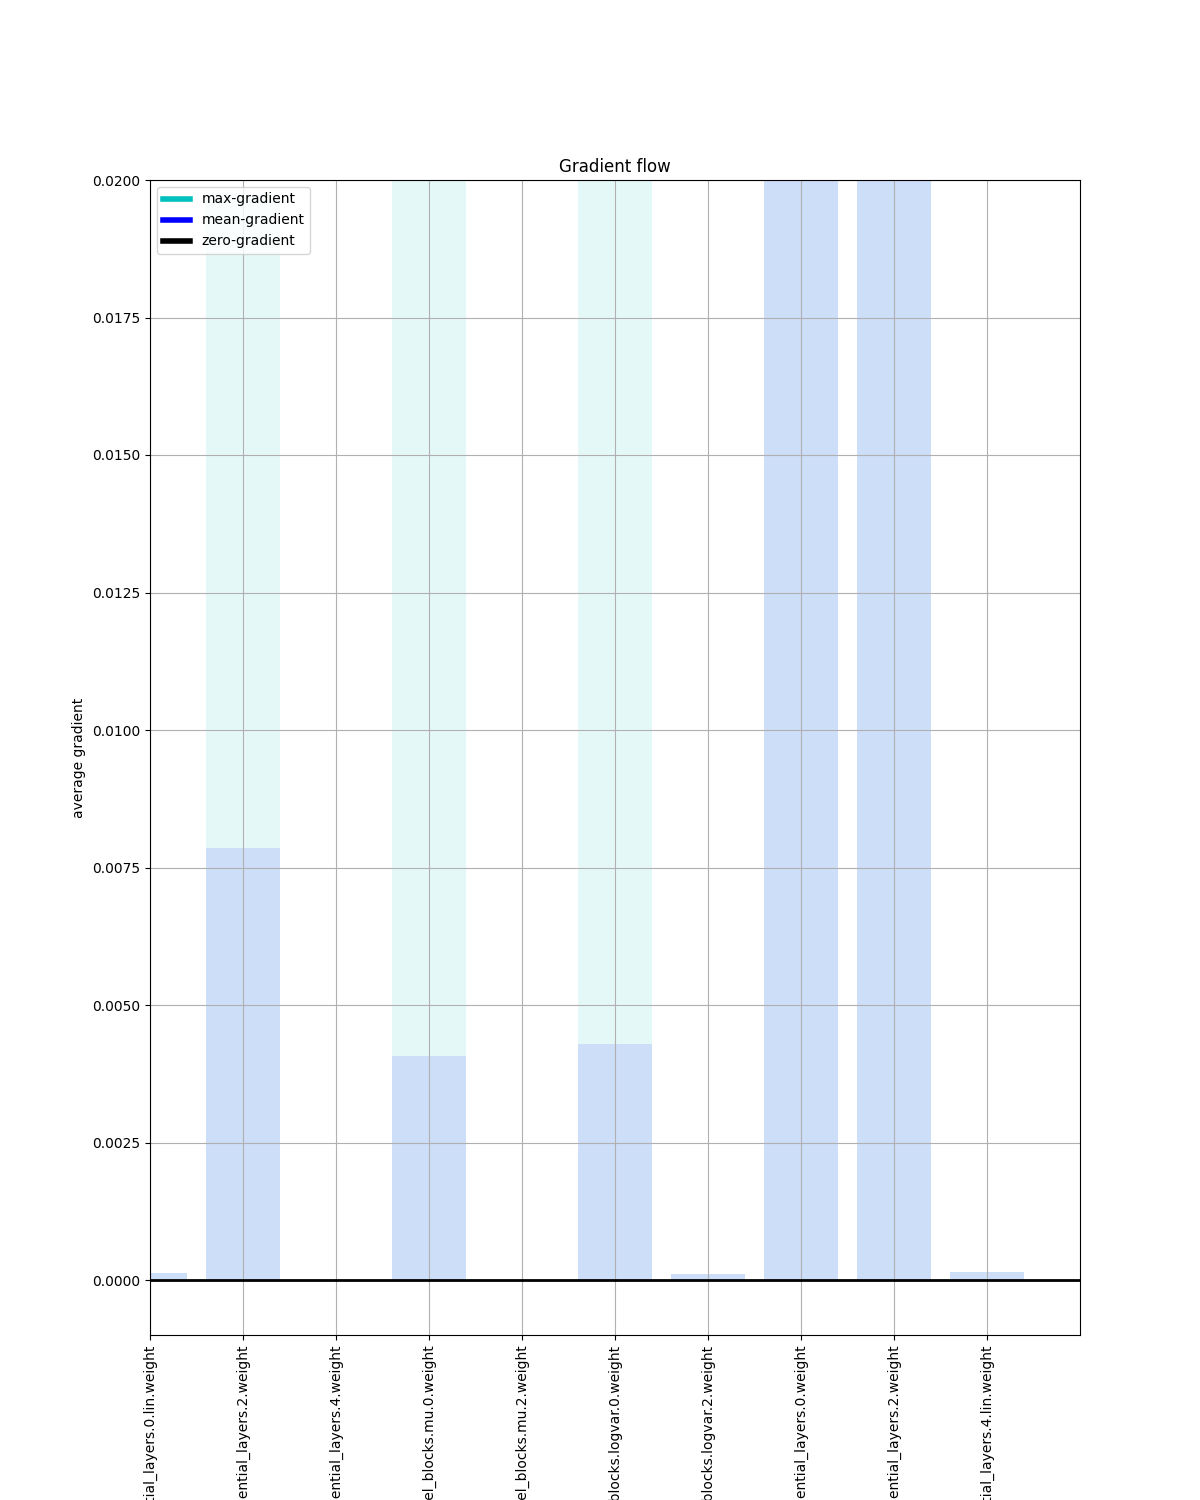 Gradient flow
max-gradient
mean-gradient
zero-gradient
0.0200
0.0175
0.0150
0.0125
0.0100
0.0075
0.0050
0.0025
0.0000
average gradient
tial_layers.0.lin.weight
ential_layers.2.weight
ential_layers.4.weight
el_blocks.mu.0.weight
el_blocks.mu.2.weight
blocks.logvar.0.weight
blocks.logvar.2.weight
ential_layers.0.weight
ential_layers.2.weight
tial_layers.4.lin.weight